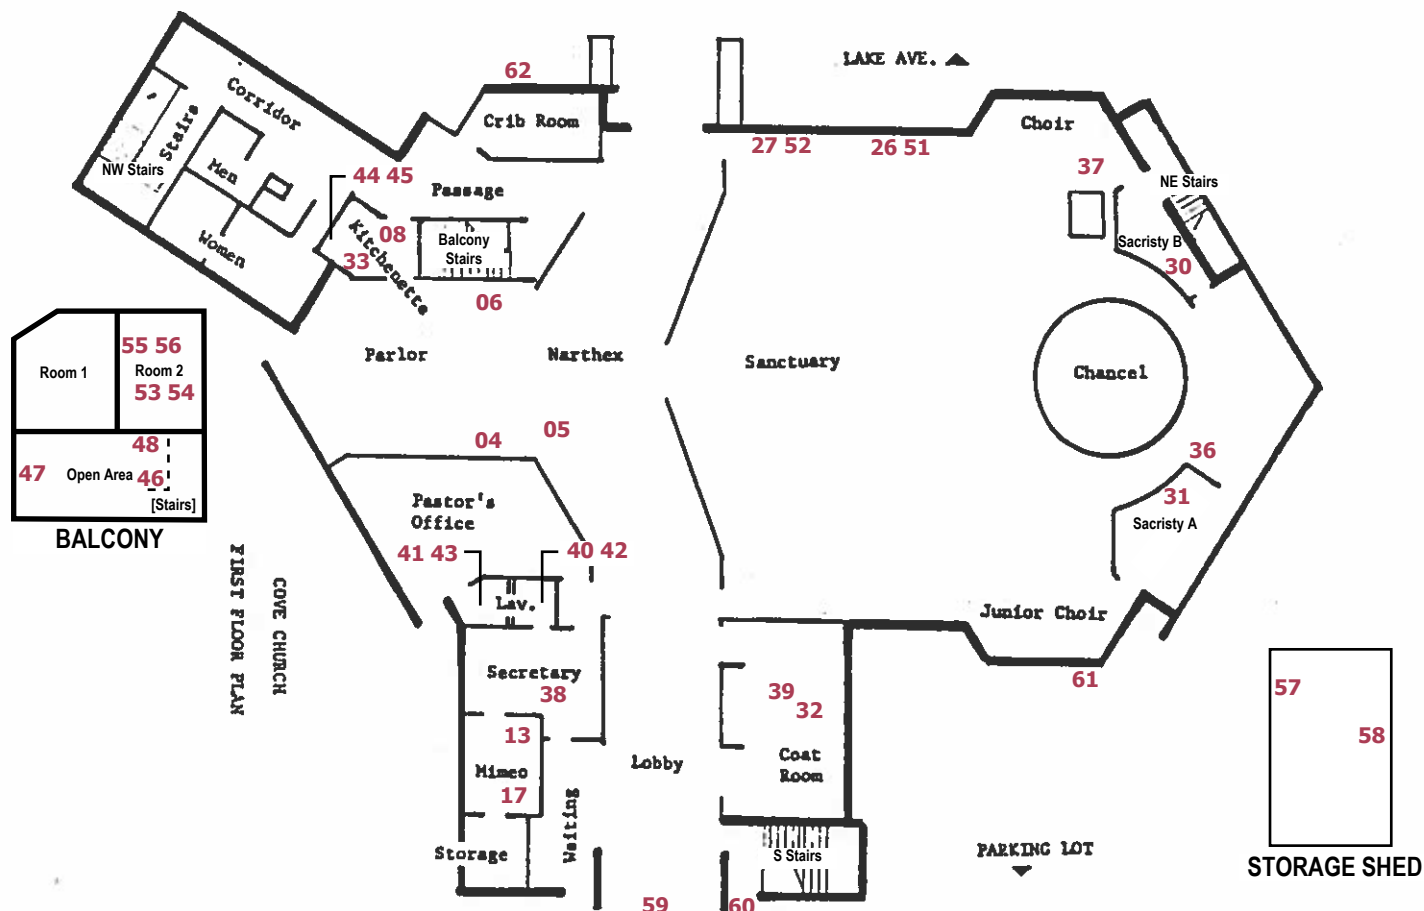 LAKE AVE.
62
Crib Room
27 52
26 51
Choir
37
Corridor
Stairs
NW Stairs
Men
Women
44 45
Passage
08
Kitchenette
33
Balcony
Stairs
06
NE Stairs
Sacristy B
30
Parlor
Narthex
Sanctuary
Chancel
Room 1
55 56
Room 2
53 54
48
47
Open Area
46
[Stairs]
BALCONY
04
05
36
31
Sacristy A
Pastor's
Office
41 43
40 42
Lav.
COVE CHURCH
FIRST FLOOR PLAN
Junior Choir
61
Secretary
38
39
32
13
Mimeo
17
Lobby
Coat
Room
Waiting
Storage
S Stairs
PARKING LOT
59
60
57
58
STORAGE SHED